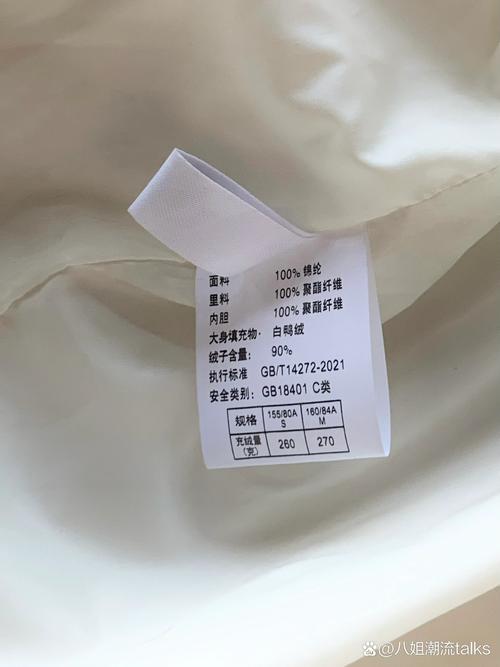 面料 100% 锦纶
里料 100% 聚酯纤维
内胆 100% 聚酯纤维
大身填充物: 白鸭绒
绒子含量: 90%
执行标准 GB/T14272-2021
安全类别: GB18401 C类
规格 155/80A S 160/84A M
充绒量(克) 260 270
@八姐潮流talks